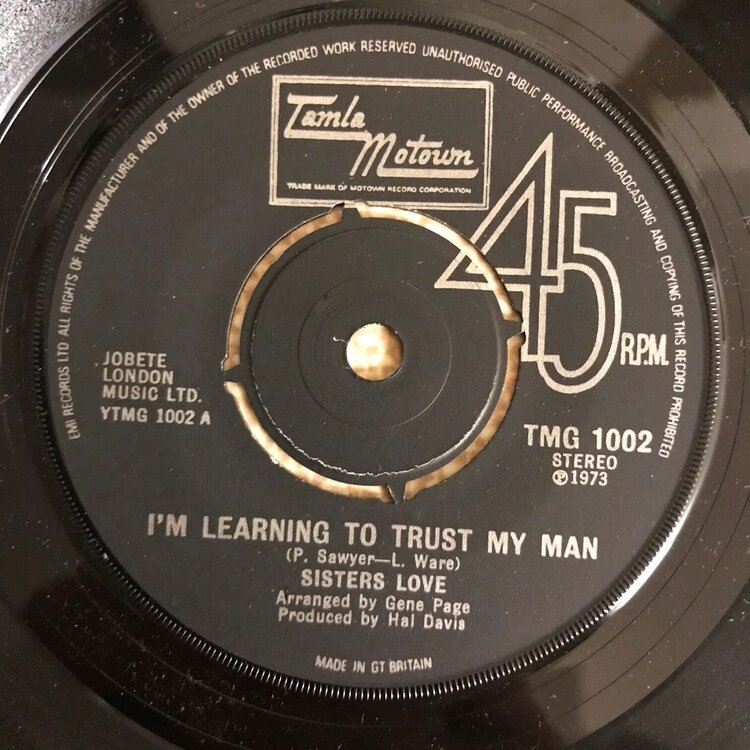 EMI RECORDS LTD ALL RIGHTS OF THE MANUFACTURER AND OF THE OWNER OF THE RECORDED WORK RESERVED UNAUTHORISED PUBLIC PERFORMANCE BROADCASTING AND COPYING OF THIS RECORD PROHIBITED
Tamla
Motown
TRADE MARK OF MOTOWN RECORD CORPORATION
45
R.P.M.
JOBETE
LONDON
MUSIC LTD.
YTMG 1002 A
TMG 1002
STEREO
℗1973
I'M LEARNING TO TRUST MY MAN
(P. Sawyer—L. Ware)
SISTERS LOVE
Arranged by Gene Page
Produced by Hal Davis
MADE IN GT BRITAIN